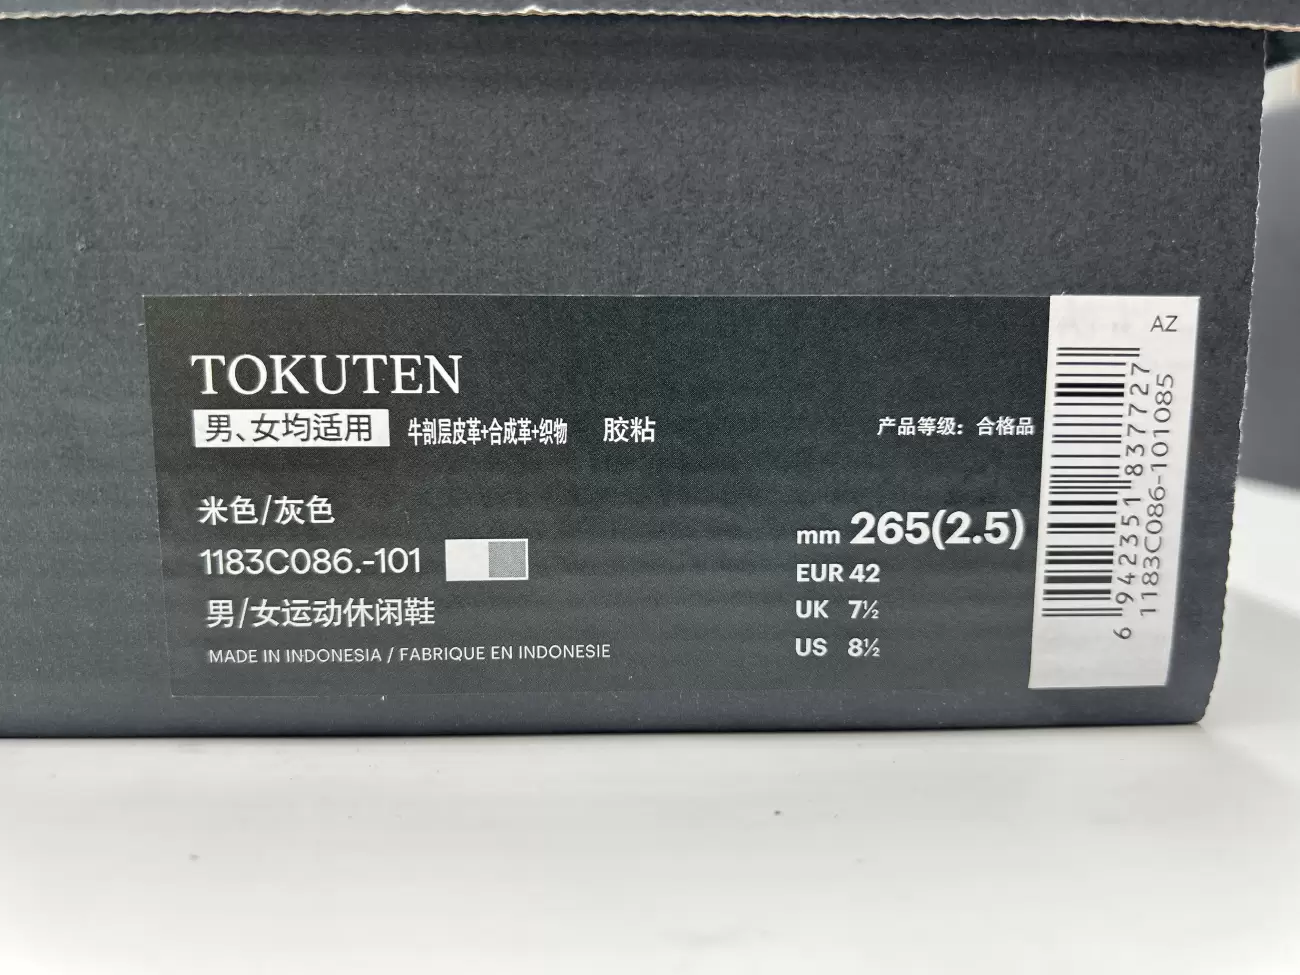 TOKUTEN
男、女均适用 牛剖层皮革+合成革+织物 胶粘 产品等级：合格品
米色/灰色
1183C086.-101
男/女运动休闲鞋
MADE IN INDONESIA / FABRIQUE EN INDONESIE
mm 265(2.5)
EUR 42
UK 7½
US 8½
AZ
6 942351 837727
1183C086-101085